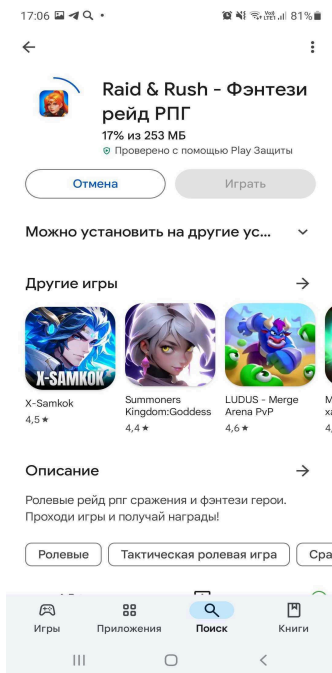 17:06
81%
Raid & Rush - Фэнтези
рейд РПГ
17% из 253 МБ
Проверено с помощью Play Защиты
Отмена
Играть
Можно установить на другие ус...
Другие игры
X-SAMKOK
X-Samkok
4,5★
Summoners
Kingdom:Goddess
4,4★
LUDUS - Merge
Arena PvP
4,6★
Описание
Ролевые рейд рпг сражения и фэнтези герои.
Проходи игры и получай награды!
Ролевые
Тактическая ролевая игра
Сра
Игры
Приложения
Поиск
Книги